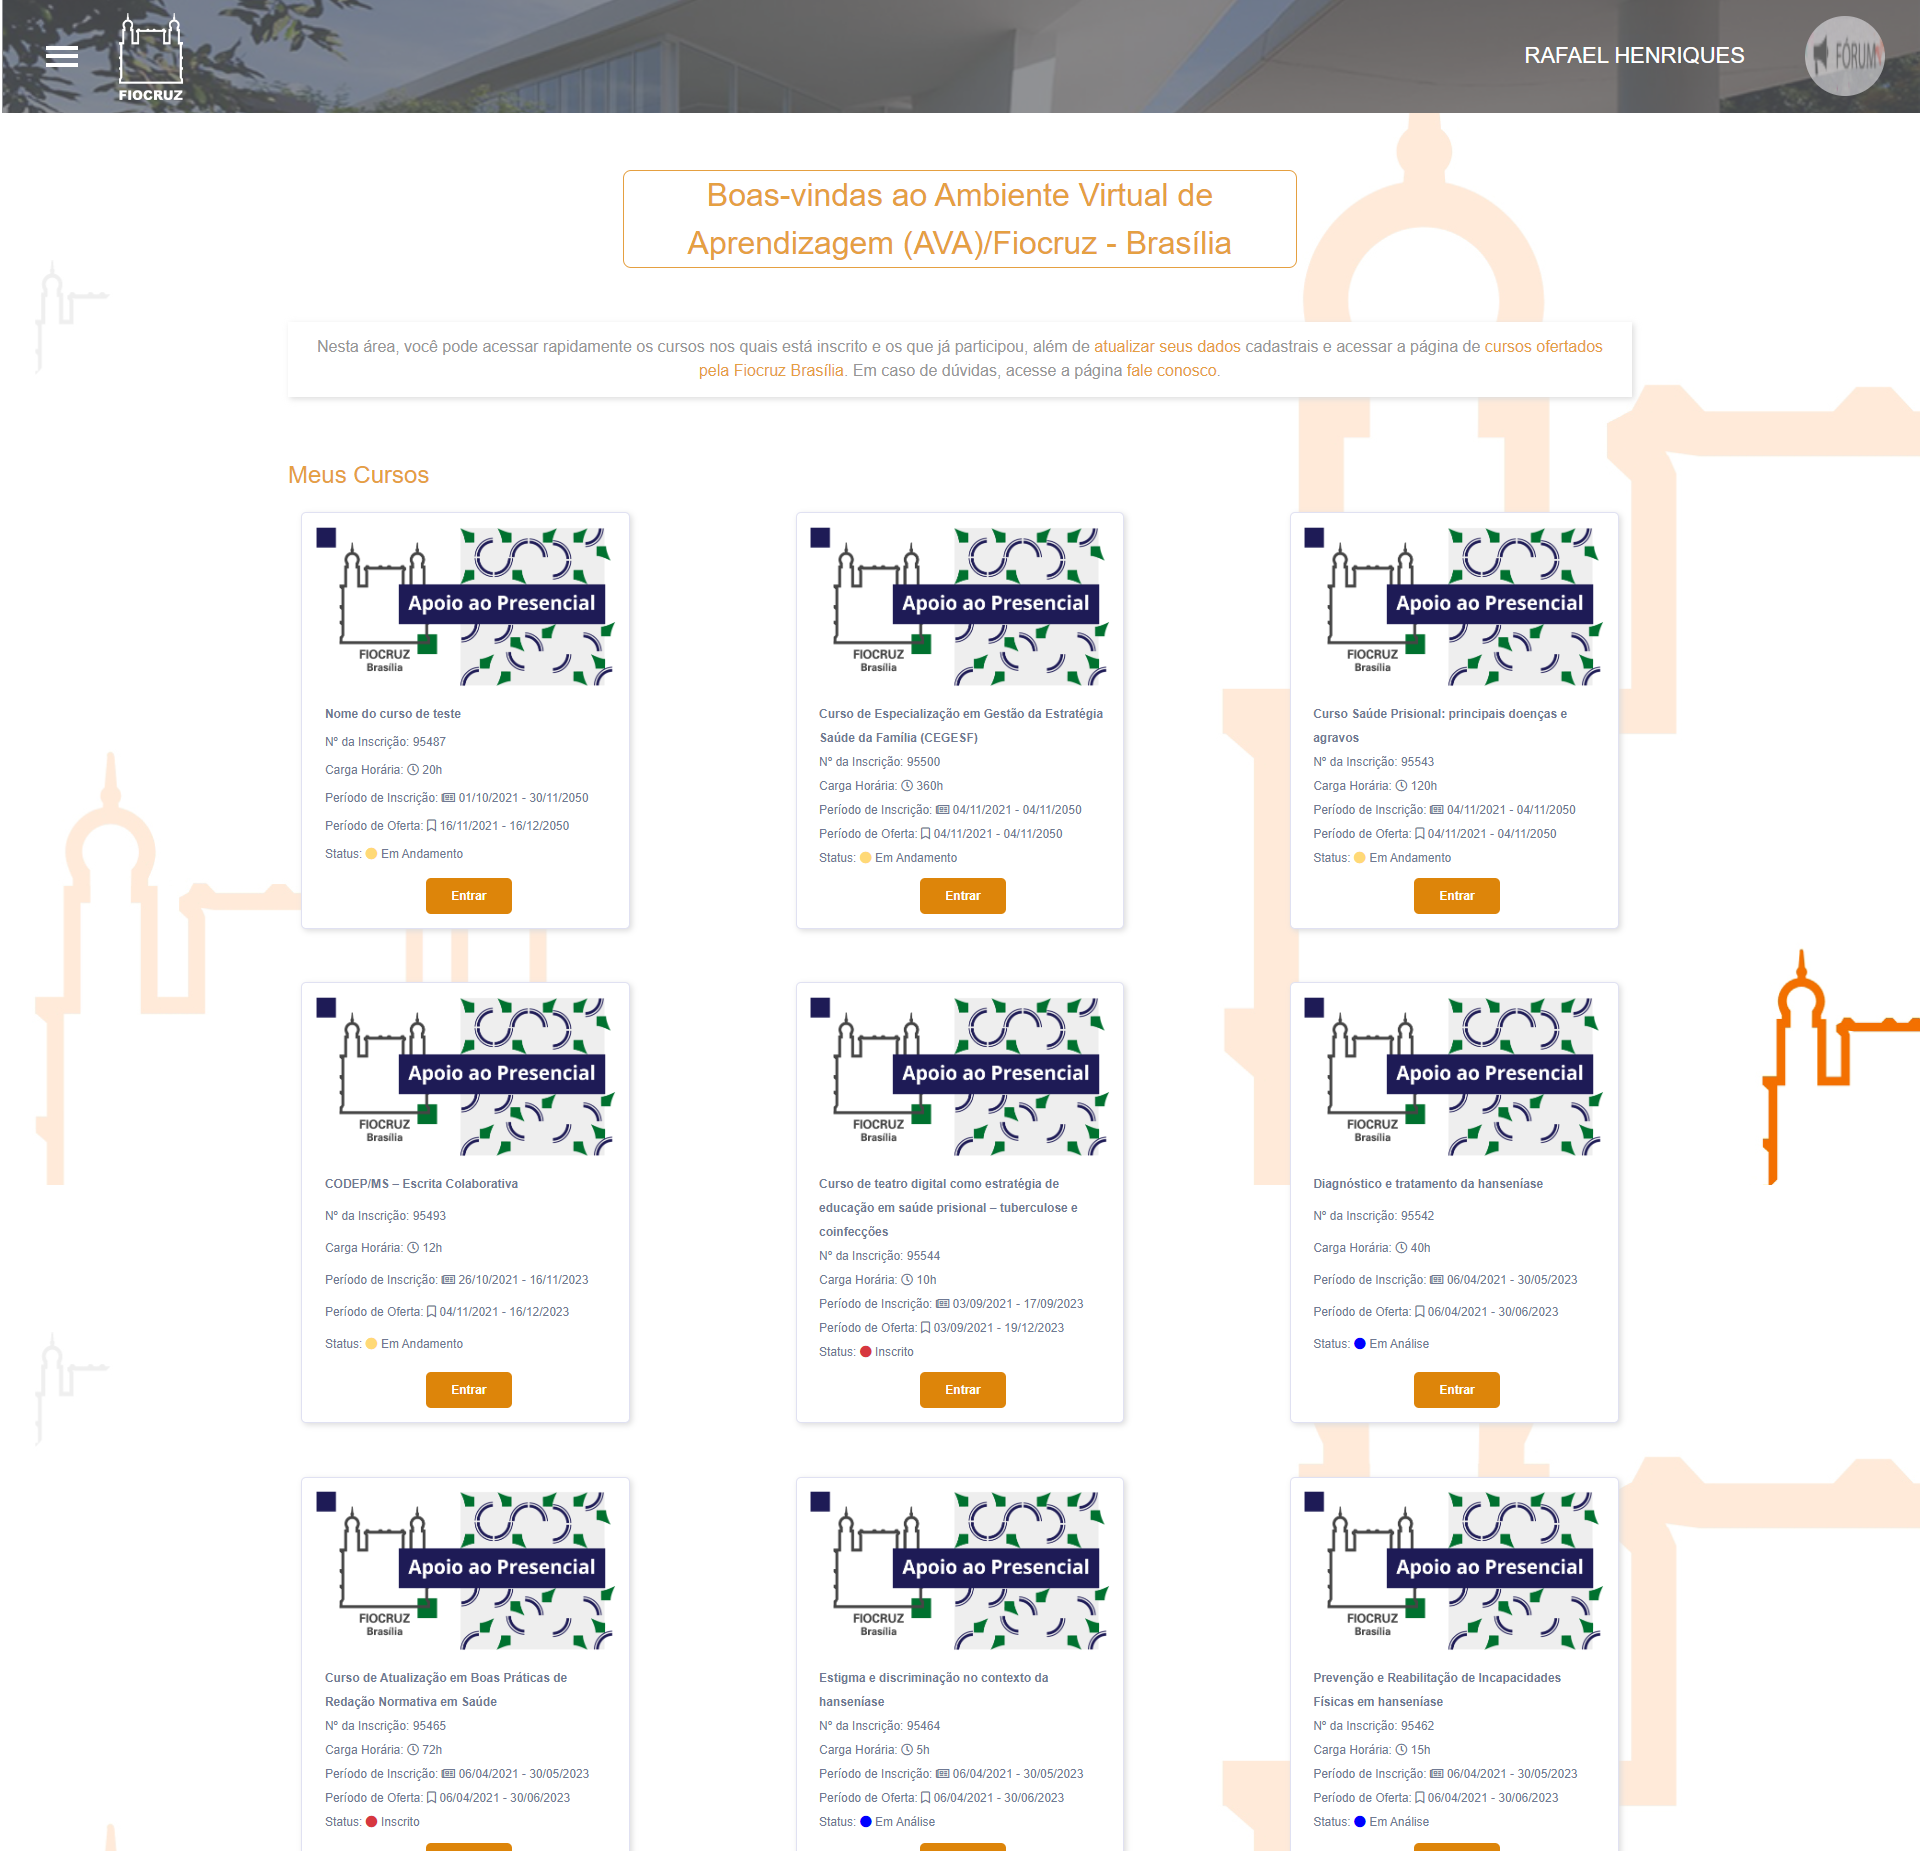 FIOCRUZ
RAFAEL HENRIQUES
FÓRUM
Boas-vindas ao Ambiente Virtual de
Aprendizagem (AVA)/Fiocruz - Brasília
Nesta área, você pode acessar rapidamente os cursos nos quais está inscrito e os que já participou, além de atualizar seus dados cadastrais e acessar a página de cursos ofertados
pela Fiocruz Brasília. Em caso de dúvidas, acesse a página fale conosco.
Meus Cursos
Apoio ao Presencial
FIOCRUZ
Brasília
Nome do curso de teste
Nº da Inscrição: 95487
Carga Horária: 20h
Período de Inscrição: 01/10/2021 - 30/11/2050
Período de Oferta: 16/11/2021 - 16/12/2050
Status: Em Andamento
Entrar
Apoio ao Presencial
FIOCRUZ
Brasília
Curso de Especialização em Gestão da Estratégia
Saúde da Família (CEGESF)
Nº da Inscrição: 95500
Carga Horária: 360h
Período de Inscrição: 04/11/2021 - 04/11/2050
Período de Oferta: 04/11/2021 - 04/11/2050
Status: Em Andamento
Entrar
Apoio ao Presencial
FIOCRUZ
Brasília
Curso Saúde Prisional: principais doenças e
agravos
Nº da Inscrição: 95543
Carga Horária: 120h
Período de Inscrição: 04/11/2021 - 04/11/2050
Período de Oferta: 04/11/2021 - 04/11/2050
Status: Em Andamento
Entrar
Apoio ao Presencial
FIOCRUZ
Brasília
CODEP/MS – Escrita Colaborativa
Nº da Inscrição: 95493
Carga Horária: 12h
Período de Inscrição: 26/10/2021 - 16/11/2023
Período de Oferta: 04/11/2021 - 16/12/2023
Status: Em Andamento
Entrar
Apoio ao Presencial
FIOCRUZ
Brasília
Curso de teatro digital como estratégia de
educação em saúde prisional – tuberculose e
coinfecções
Nº da Inscrição: 95544
Carga Horária: 10h
Período de Inscrição: 03/09/2021 - 17/09/2023
Período de Oferta: 03/09/2021 - 19/12/2023
Status: Inscrito
Entrar
Apoio ao Presencial
FIOCRUZ
Brasília
Diagnóstico e tratamento da hanseníase
Nº da Inscrição: 95542
Carga Horária: 40h
Período de Inscrição: 06/04/2021 - 30/05/2023
Período de Oferta: 06/04/2021 - 30/06/2023
Status: Em Análise
Entrar
Apoio ao Presencial
FIOCRUZ
Brasília
Curso de Atualização em Boas Práticas de
Redação Normativa em Saúde
Nº da Inscrição: 95465
Carga Horária: 72h
Período de Inscrição: 06/04/2021 - 30/05/2023
Período de Oferta: 06/04/2021 - 30/06/2023
Status: Inscrito
Apoio ao Presencial
FIOCRUZ
Brasília
Estigma e discriminação no contexto da
hanseníase
Nº da Inscrição: 95464
Carga Horária: 5h
Período de Inscrição: 06/04/2021 - 30/05/2023
Período de Oferta: 06/04/2021 - 30/06/2023
Status: Em Análise
Apoio ao Presencial
FIOCRUZ
Brasília
Prevenção e Reabilitação de Incapacidades
Físicas em hanseníase
Nº da Inscrição: 95462
Carga Horária: 15h
Período de Inscrição: 06/04/2021 - 30/05/2023
Período de Oferta: 06/04/2021 - 30/06/2023
Status: Em Análise